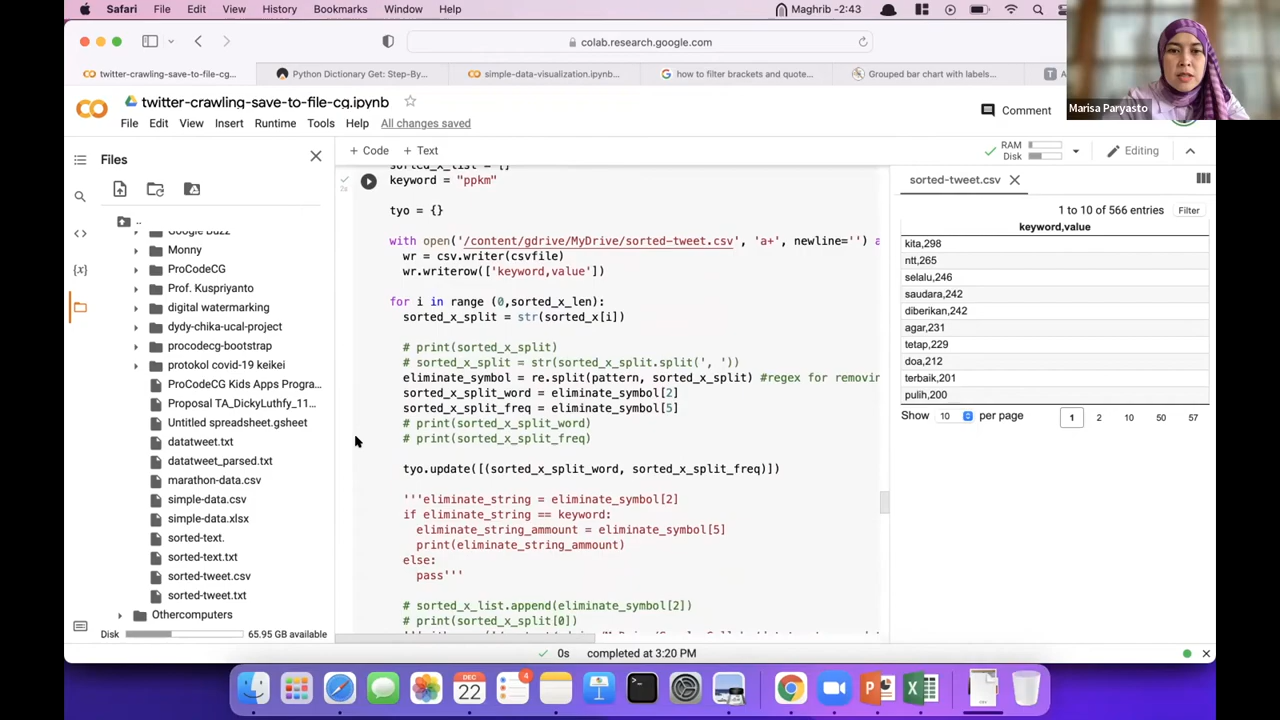 Safari File Edit View History Bookmarks Window Help
Maghrib -2:43
colab.research.google.com
twitter-crawling-save-to-file-cg...
Python Dictionary Get: Step-By...
simple-data-visualization.ipynb...
how to filter brackets and quote...
Grouped bar chart with labels...
Marisa Paryasto
twitter-crawling-save-to-file-cg.ipynb
File Edit View Insert Runtime Tools Help All changes saved
Comment
Files
+ Code + Text
RAM
Disk
Editing
..
Google Buzz
Monny
ProCodeCG
Prof. Kuspriyanto
digital watermarking
dydy-chika-ucal-project
procodecg-bootstrap
protokol covid-19 keikei
ProCodeCG Kids Apps Progra...
Proposal TA_DickyLuthfy_11...
Untitled spreadsheet.gsheet
datatweet.txt
datatweet_parsed.txt
marathon-data.csv
simple-data.csv
simple-data.xlsx
sorted-text.
sorted-text.txt
sorted-tweet.csv
sorted-tweet.txt
Othercomputers
Disk 65.95 GB available
sorted_x_list = []
keyword = "ppkm"
tyo = {}
with open('/content/gdrive/MyDrive/sorted-tweet.csv', 'a+', newline='') a
wr = csv.writer(csvfile)
wr.writerow(['keyword,value'])
for i in range (0,sorted_x_len):
sorted_x_split = str(sorted_x[i])
# print(sorted_x_split)
# sorted_x_split = str(sorted_x_split.split(', '))
eliminate_symbol = re.split(pattern, sorted_x_split) #regex for removin
sorted_x_split_word = eliminate_symbol[2]
sorted_x_split_freq = eliminate_symbol[5]
# print(sorted_x_split_word)
# print(sorted_x_split_freq)
tyo.update([(sorted_x_split_word, sorted_x_split_freq)])
'''eliminate_string = eliminate_symbol[2]
if eliminate_string == keyword:
eliminate_string_ammount = eliminate_symbol[5]
print(eliminate_string_ammount)
else:
pass'''
# sorted_x_list.append(eliminate_symbol[2])
# print(sorted_x_split[0])
sorted-tweet.csv
1 to 10 of 566 entries Filter
keyword,value
kita,298
ntt,265
selalu,246
saudara,242
diberikan,242
agar,231
tetap,229
doa,212
terbaik,201
pulih,200
Show 10 per page 1 2 10 50 57
0s completed at 3:20 PM
DEC
22
4